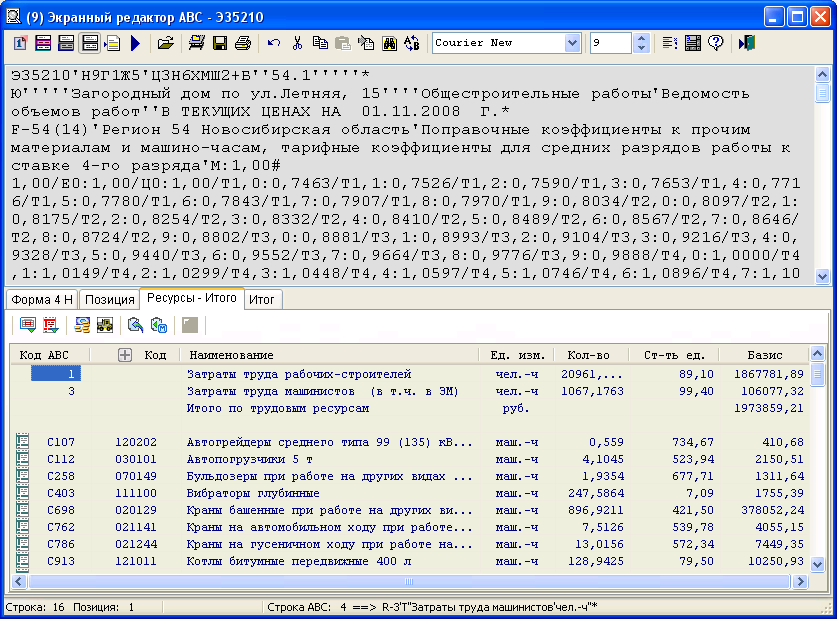 (9) Экранный редактор АВС - Э35210
Courier New 9
Э35210'Н9Г1Ж5'Ц3Н6ХМШ2+Б''54.1'''''*
Ю'''''Загородный дом по ул.Летняя, 15''''Общестроительные работы'Ведомость
объемов работ''В ТЕКУЩИХ ЦЕНАХ НА  01.11.2008  Г.*
F-54(14)'Регион 54 Новосибирская область'Поправочные коэффициенты к прочим
материалам и машино-часам, тарифные коэффициенты для средних разрядов работы к
ставке 4-го разряда'М:1,00#
1,00/Е0:1,00/Ц0:1,00/Т1,0:0,7463/Т1,1:0,7526/Т1,2:0,7590/Т1,3:0,7653/Т1,4:0,771
6/Т1,5:0,7780/Т1,6:0,7843/Т1,7:0,7907/Т1,8:0,7970/Т1,9:0,8034/Т2,0:0,8097/Т2,1:
0,8175/Т2,2:0,8254/Т2,3:0,8332/Т2,4:0,8410/Т2,5:0,8489/Т2,6:0,8567/Т2,7:0,8646/
Т2,8:0,8724/Т2,9:0,8802/Т3,0:0,8881/Т3,1:0,8993/Т3,2:0,9104/Т3,3:0,9216/Т3,4:0,
9328/Т3,5:0,9440/Т3,6:0,9552/Т3,7:0,9664/Т3,8:0,9776/Т3,9:0,9888/Т4,0:1,0000/Т4
,1:1,0149/Т4,2:1,0299/Т4,3:1,0448/Т4,4:1,0597/Т4,5:1,0746/Т4,6:1,0896/Т4,7:1,10
Форма 4 Н Позиция Ресурсы - Итого Итог
Код АВС Код Наименование Ед. изм. Кол-во Ст-ть ед. Базис
1 Затраты труда рабочих-строителей чел.-ч 20961,... 89,10 1867781,89
3 Затраты труда машинистов (в т.ч. в ЭМ) чел.-ч 1067,1763 99,40 106077,32
Итого по трудовым ресурсам руб. 1973859,21
С107 120202 Автогрейдеры среднего типа 99 (135) кВ... маш.-ч 0,559 734,67 410,68
С112 030101 Автопогрузчики 5 т маш.-ч 4,1045 523,94 2150,51
С258 070149 Бульдозеры при работе на других видах ... маш.-ч 1,9354 677,71 1311,64
С403 111100 Вибраторы глубинные маш.-ч 247,5864 7,09 1755,39
С698 020129 Краны башенные при работе на других ви... маш.-ч 896,9211 421,50 378052,24
С762 021141 Краны на автомобильном ходу при работе... маш.-ч 7,5126 539,78 4055,15
С786 021244 Краны на гусеничном ходу при работе на... маш.-ч 13,0156 572,34 7449,35
С913 121011 Котлы битумные передвижные 400 л маш.-ч 128,9425 79,50 10250,93
Строка: 16 Позиция: 1 Строка АВС: 4 ==> R-3'Т"Затраты труда машинистов'чел.-ч"*